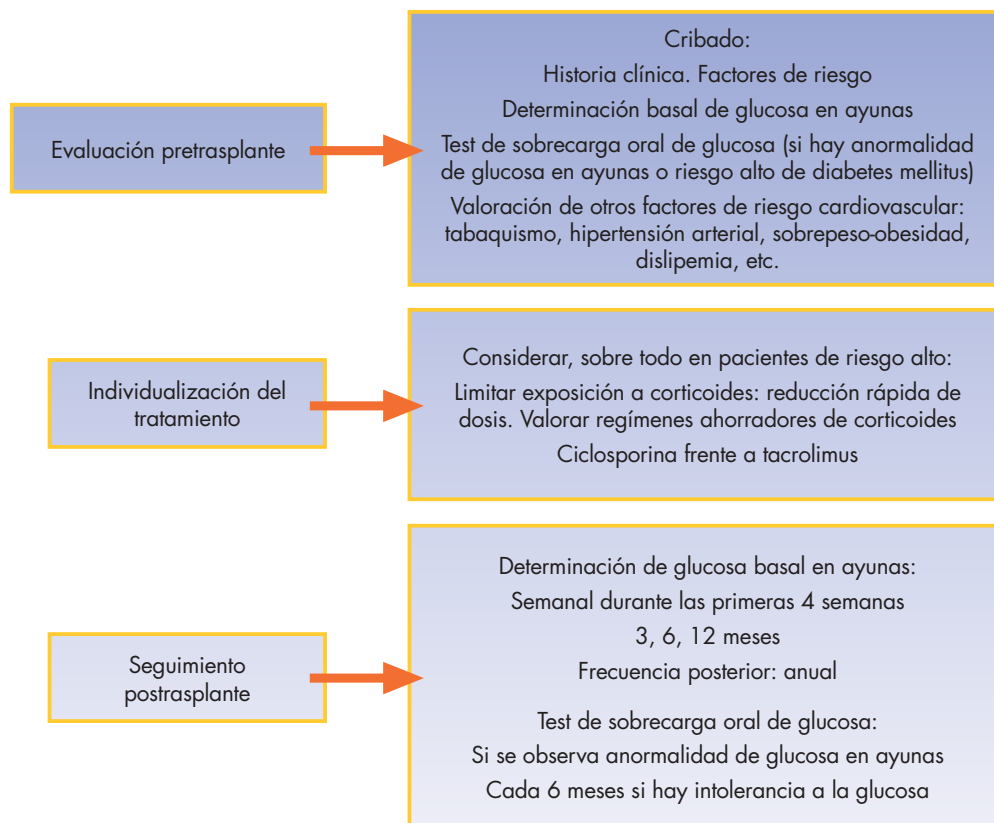 Evaluación pretrasplante
Cribado:
Historia clínica. Factores de riesgo
Determinación basal de glucosa en ayunas
Test de sobrecarga oral de glucosa (si hay anormalidad
de glucosa en ayunas o riesgo alto de diabetes mellitus)
Valoración de otros factores de riesgo cardiovascular:
tabaquismo, hipertensión arterial, sobrepeso-obesidad,
dislipemia, etc.
Individualización del
tratamiento
Considerar, sobre todo en pacientes de riesgo alto:
Limitar exposición a corticoides: reducción rápida de
dosis. Valorar regímenes ahorradores de corticoides
Ciclosporina frente a tacrolimus
Seguimiento
postrasplante
Determinación de glucosa basal en ayunas:
Semanal durante las primeras 4 semanas
3, 6, 12 meses
Frecuencia posterior: anual
Test de sobrecarga oral de glucosa:
Si se observa anormalidad de glucosa en ayunas
Cada 6 meses si hay intolerancia a la glucosa